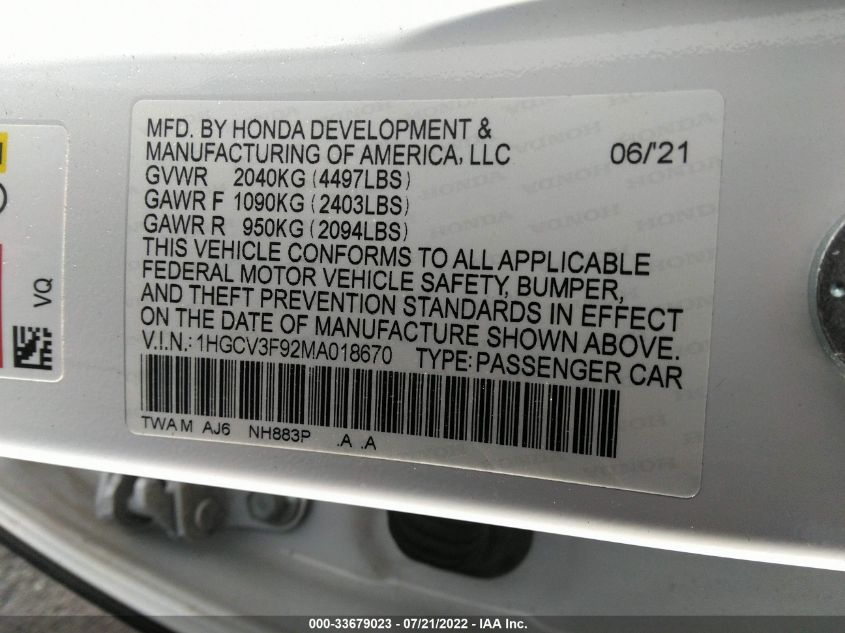 MFD. BY HONDA DEVELOPMENT &
MANUFACTURING OF AMERICA, LLC 06/'21
GVWR 2040KG (4497LBS)
GAWR F 1090KG (2403LBS)
GAWR R 950KG (2094LBS)
THIS VEHICLE CONFORMS TO ALL APPLICABLE
FEDERAL MOTOR VEHICLE SAFETY, BUMPER,
AND THEFT PREVENTION STANDARDS IN EFFECT
ON THE DATE OF MANUFACTURE SHOWN ABOVE.
V.I.N.: 1HGCV3F92MA018670 TYPE: PASSENGER CAR
TWAM AJ6 NH883P .A .A
VQ
000-33679023 - 07/21/2022 - IAA Inc.